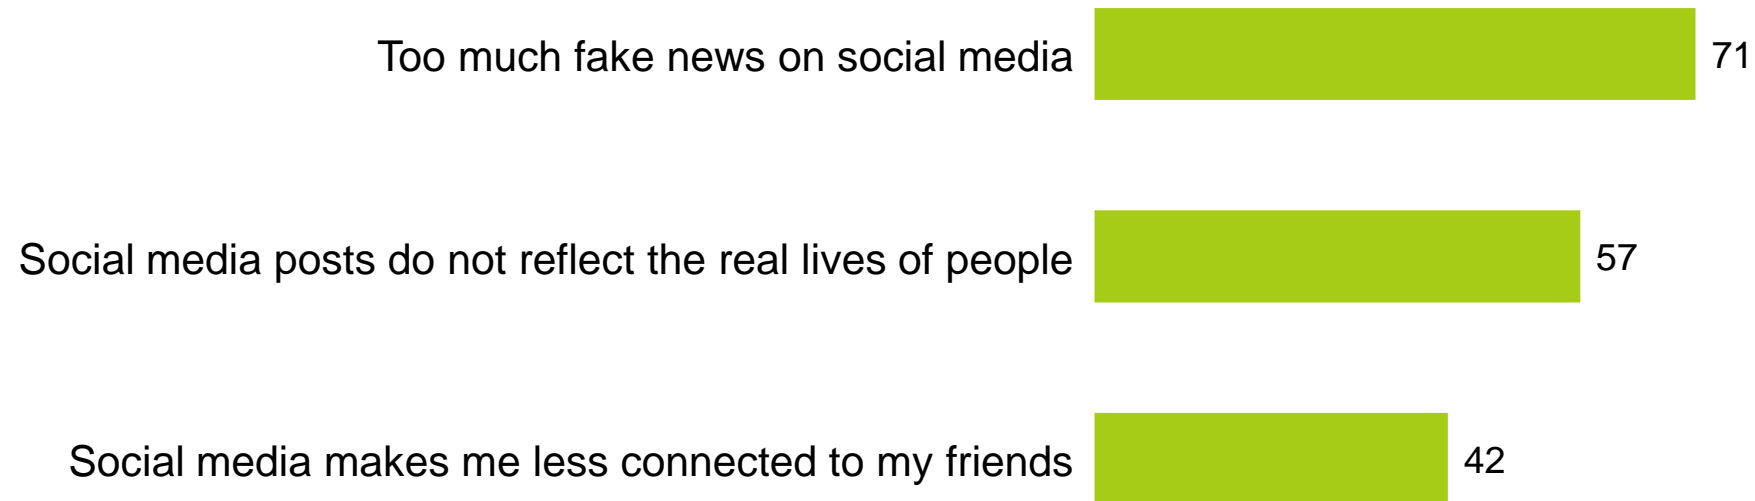 Too much fake news on social media 71
Social media posts do not reflect the real lives of people 57
Social media makes me less connected to my friends 42